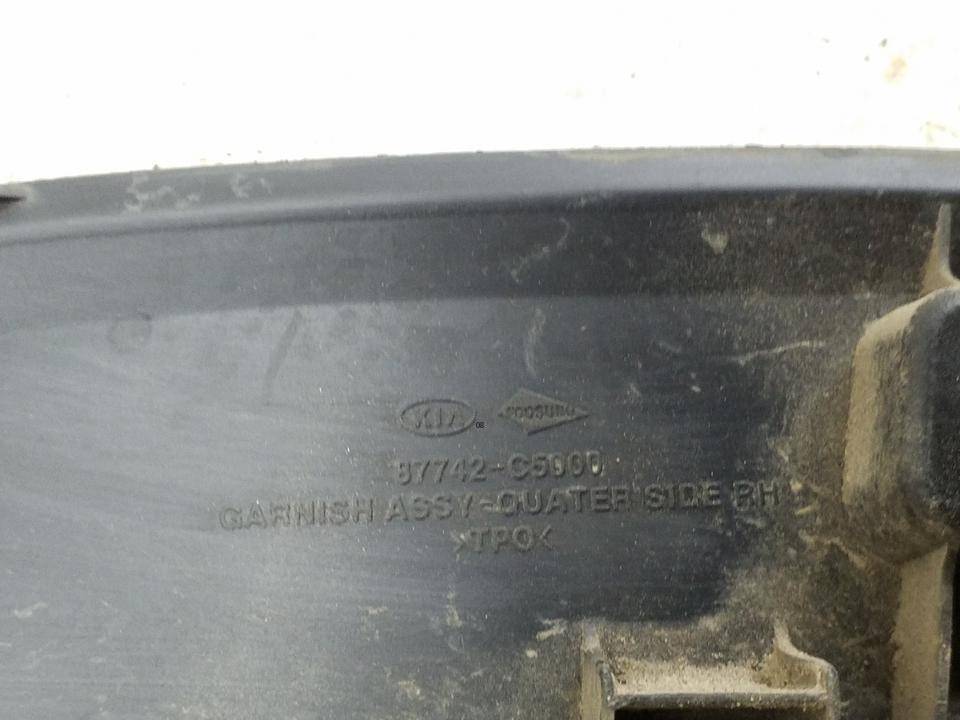 KIA
87742-C5000
GARNISH ASSY-QUATER SIDE RH
>TPO<